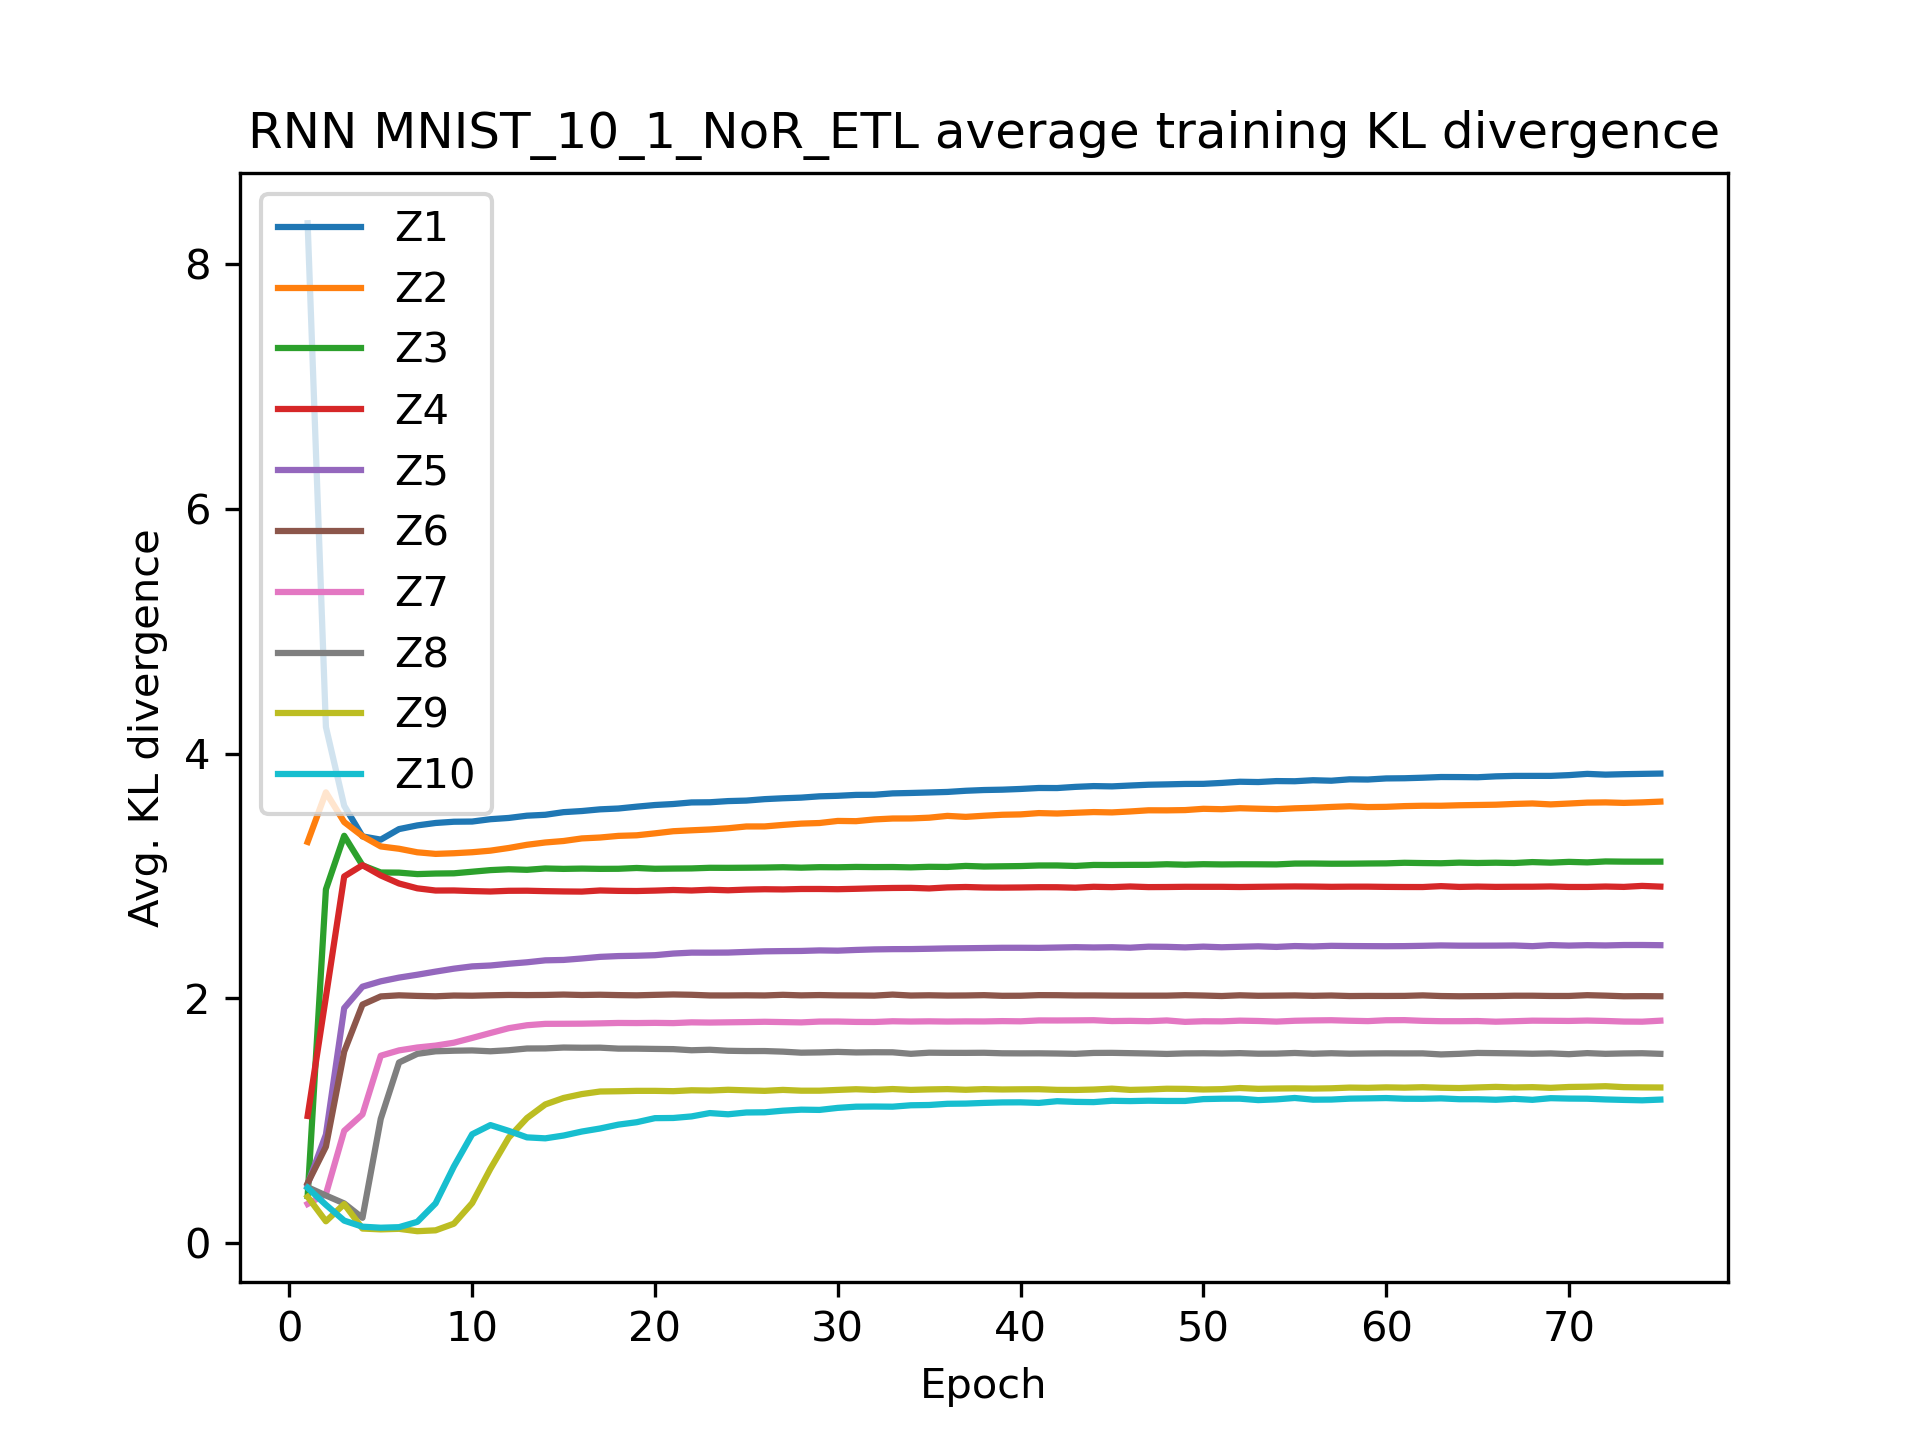 RNN MNIST_10_1_NoR_ETL average training KL divergence
Z1
Z2
Z3
Z4
Z5
Z6
Z7
Z8
Z9
Z10
Avg. KL divergence
8
6
4
2
0
0 10 20 30 40 50 60 70
Epoch